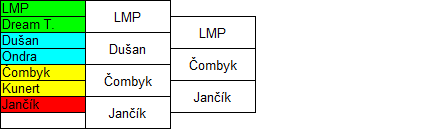 LMP
Dream T.
Dušan
Ondra
Čombyk
Kunert
Jančík
LMP
Dušan
Čombyk
Jančík
LMP
Čombyk
Jančík